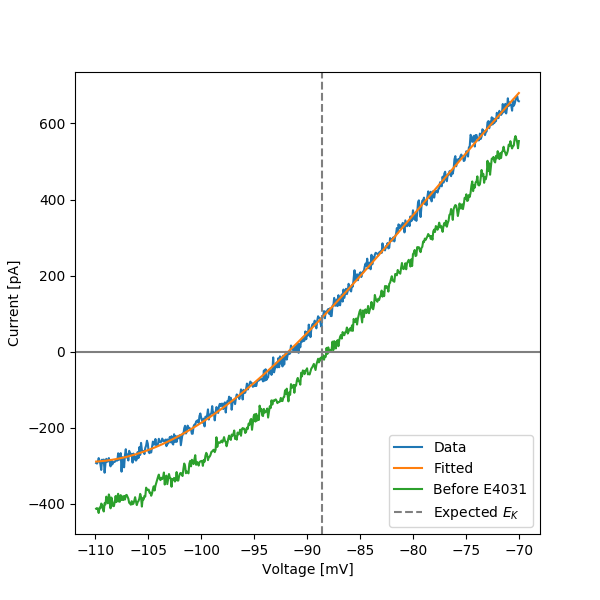 600
400
200
0
−200
−400
Current [pA]
Data
Fitted
Before E4031
Expected E_K
−110 −105 −100 −95 −90 −85 −80 −75 −70
Voltage [mV]